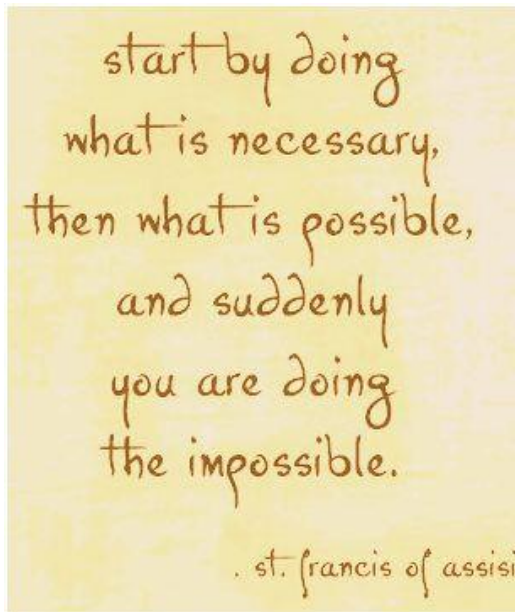 start by doing
what is necessary,
then what is possible,
and suddenly
you are doing
the impossible.
. st. francis of assisi